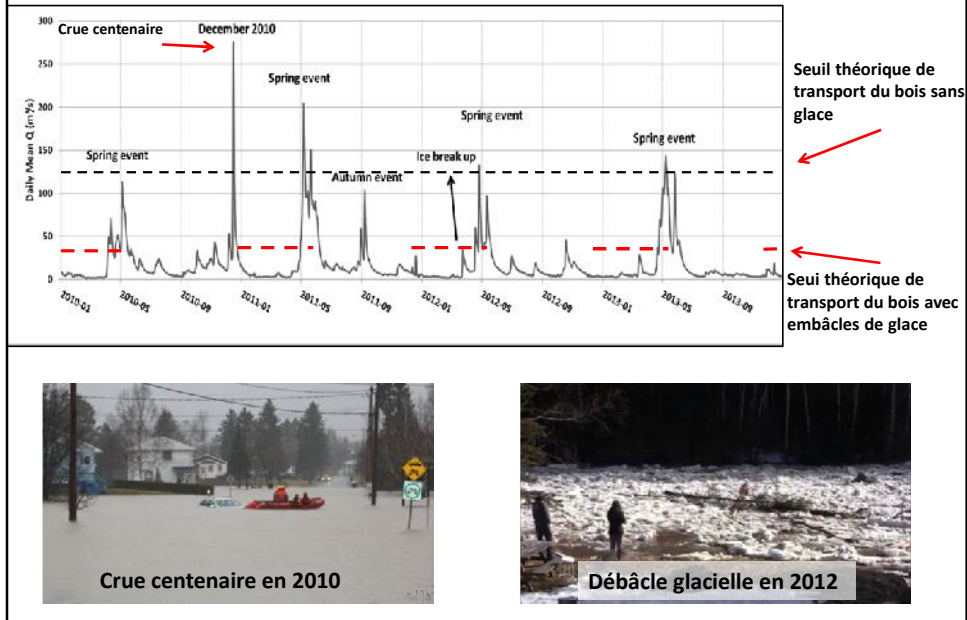 300
Crue centenaire
December 2010
250
Spring event
200
Spring event
Spring event
Spring event
Ice break up
150
Autumn event
100
50
0
Daily Mean Q (m³/s)
2010-01
2010-05
2010-09
2011-01
2011-05
2011-09
2012-01
2012-05
2012-09
2013-01
2013-05
2013-09
Seuil théorique de
transport du bois sans
glace
Seui théorique de
transport du bois avec
embâcles de glace
Crue centenaire en 2010
Débâcle glacielle en 2012